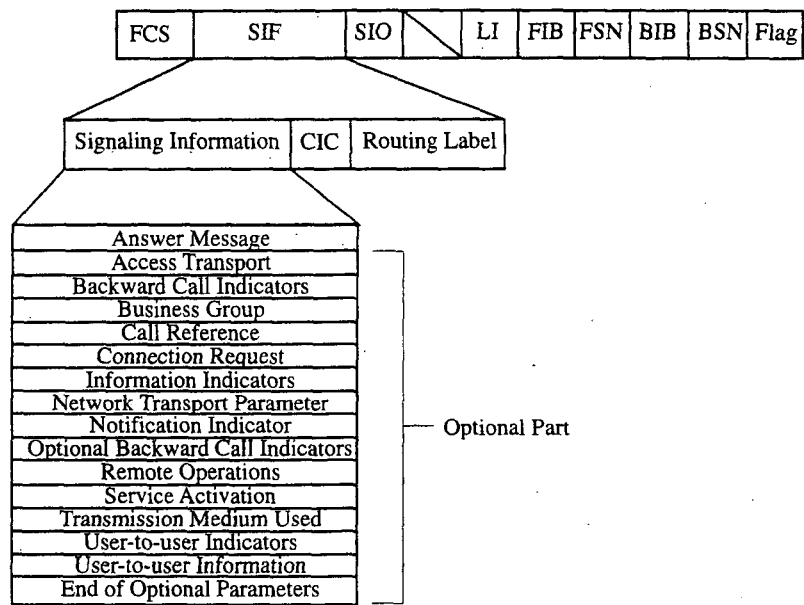 FCS SIF SIO LI FIB FSN BIB BSN Flag
Signaling Information CIC Routing Label
Answer Message
Access Transport
Backward Call Indicators
Business Group
Call Reference
Connection Request
Information Indicators
Network Transport Parameter
Notification Indicator
Optional Part
Optional Backward Call Indicators
Remote Operations
Service Activation
Transmission Medium Used
User-to-user Indicators
User-to-user Information
End of Optional Parameters